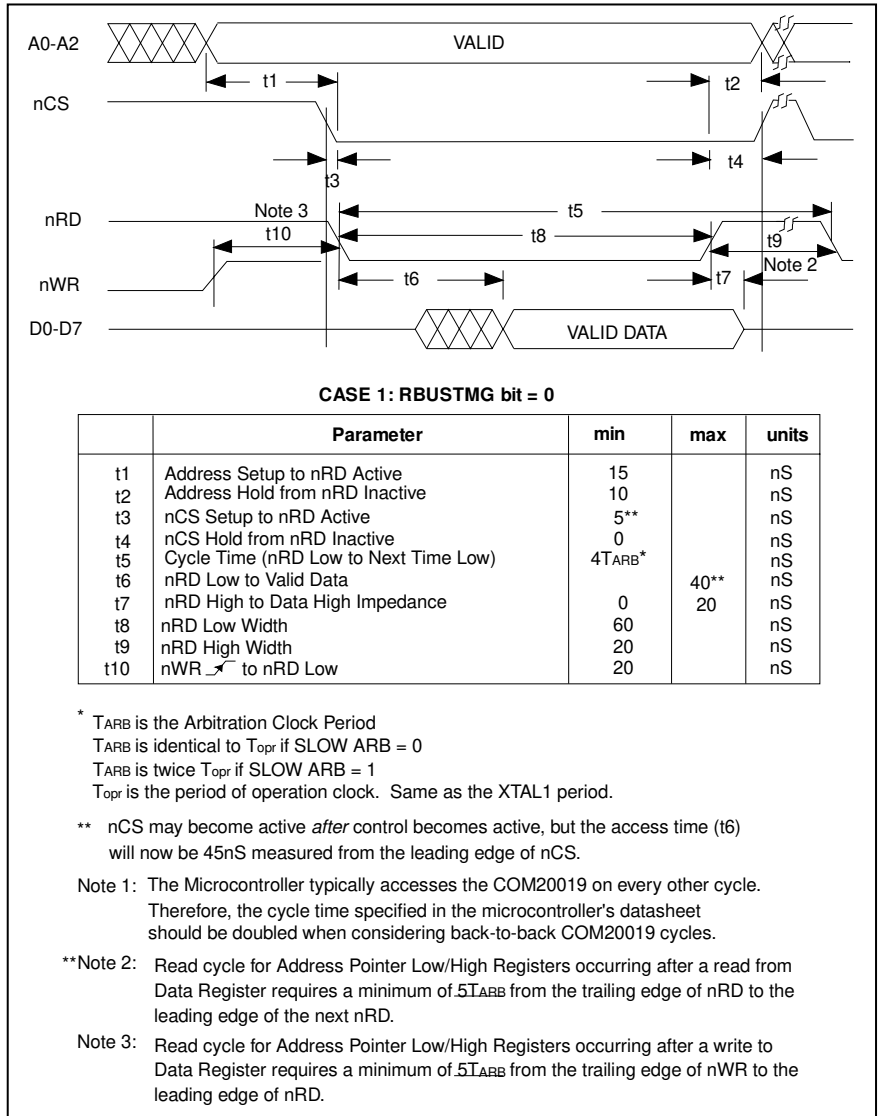 A0-A2
VALID
t1
t2
nCS
t3
t4
nRD
Note 3
t5
t10
t8
t9
nWR
t6
t7
Note 2
D0-D7
VALID DATA
CASE 1: RBUSTMG bit = 0
Parameter min max units
t1 Address Setup to nRD Active 15 nS
t2 Address Hold from nRD Inactive 10 nS
t3 nCS Setup to nRD Active 5** nS
t4 nCS Hold from nRD Inactive 0 nS
t5 Cycle Time (nRD Low to Next Time Low) 4TARB* nS
t6 nRD Low to Valid Data 40** nS
t7 nRD High to Data High Impedance 0 20 nS
t8 nRD Low Width 60 nS
t9 nRD High Width 20 nS
t10 nWR to nRD Low 20 nS
* TARB is the Arbitration Clock Period
TARB is identical to Topr if SLOW ARB = 0
TARB is twice Topr if SLOW ARB = 1
Topr is the period of operation clock. Same as the XTAL1 period.
** nCS may become active after control becomes active, but the access time (t6)
will now be 45nS measured from the leading edge of nCS.
Note 1: The Microcontroller typically accesses the COM20019 on every other cycle.
Therefore, the cycle time specified in the microcontroller's datasheet
should be doubled when considering back-to-back COM20019 cycles.
**Note 2: Read cycle for Address Pointer Low/High Registers occurring after a read from
Data Register requires a minimum of 5TARB from the trailing edge of nRD to the
leading edge of the next nRD.
Note 3: Read cycle for Address Pointer Low/High Registers occurring after a write to
Data Register requires a minimum of 5TARB from the trailing edge of nWR to the
leading edge of nRD.